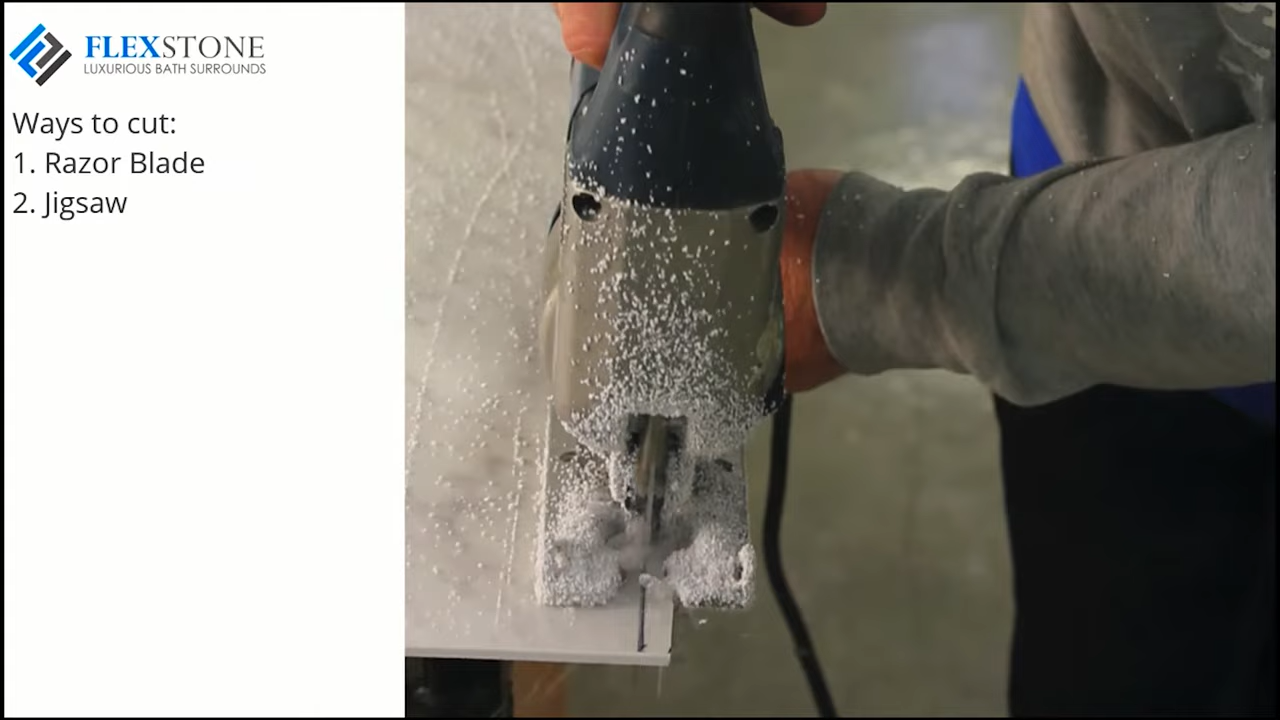 FLEXSTONE
LUXURIOUS BATH SURROUNDS
Ways to cut:
1. Razor Blade
2. Jigsaw